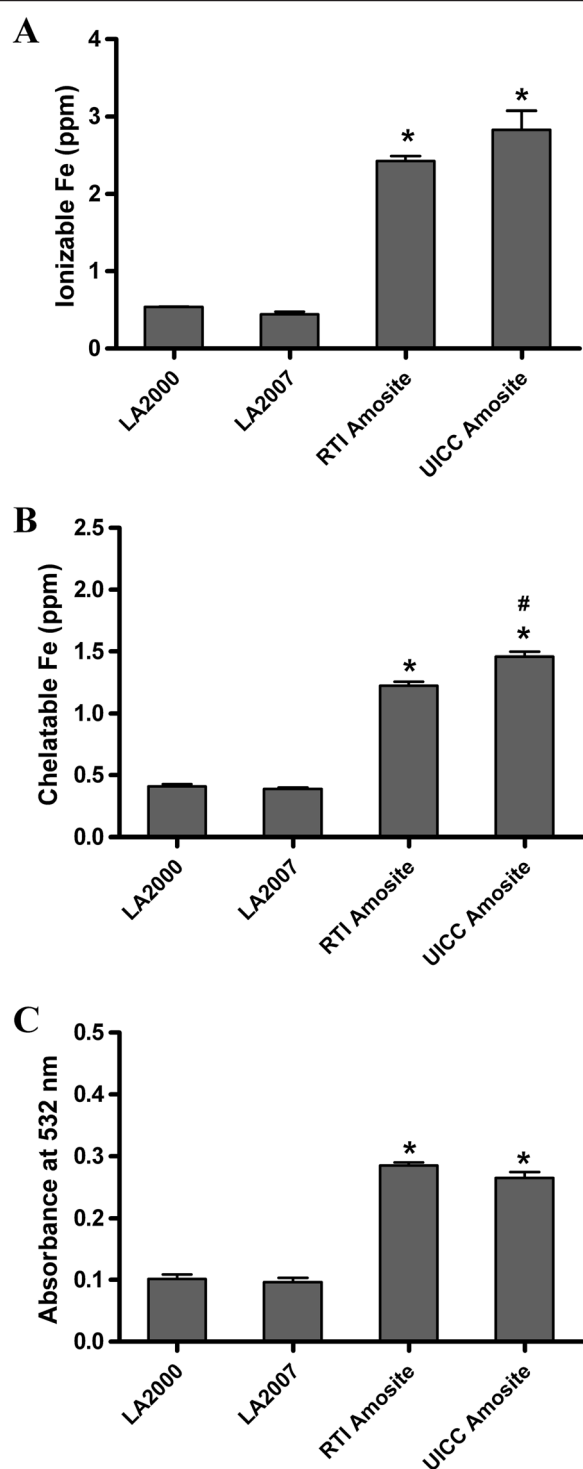 A
Ionizable Fe (ppm)
4
3
2
1
0
*
*
LA2000
LA2007
RTI Amosite
UICC Amosite
B
Chelatable Fe (ppm)
2.5
2.0
1.5
1.0
0.5
0.0
*
#
*
LA2000
LA2007
RTI Amosite
UICC Amosite
C
Absorbance at 532 nm
0.5
0.4
0.3
0.2
0.1
0.0
*
*
LA2000
LA2007
RTI Amosite
UICC Amosite